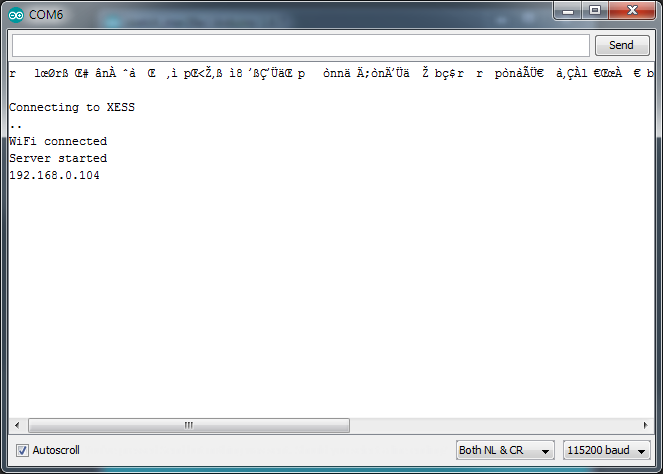 COM6
Send
r lœØrß Œ# ânÀ ˆà Œ ‚ì pŒ<Ž‚ß ì8 ´ßÇ’ÜäŒ p ònnä Ä;ònÄ’Üä Ž bç$r r pònàÃÜ€ à‚ÇÀl €ŒœÀ € b
Connecting to XESS
..
WiFi connected
Server started
192.168.0.104
Autoscroll
Both NL & CR
115200 baud